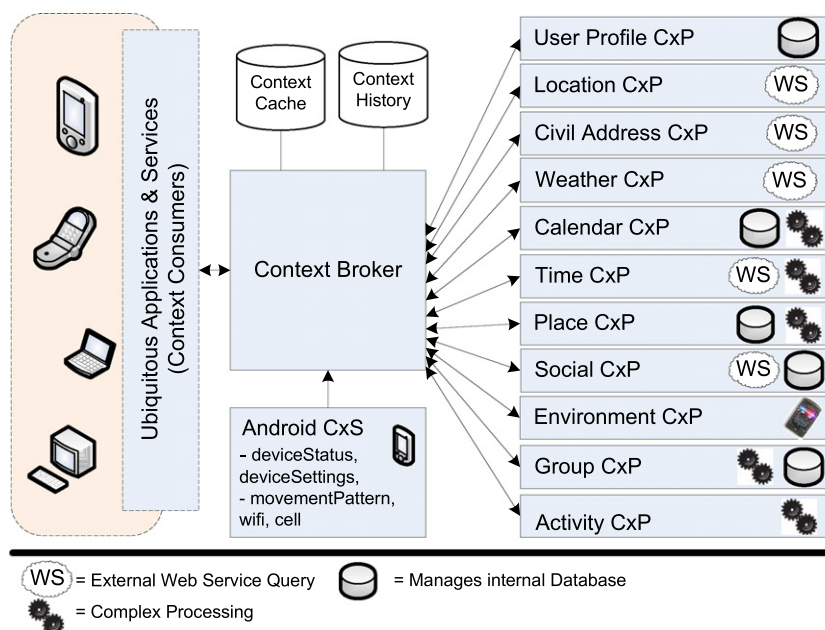 Ubiquitous Applications & Services
(Context Consumers)
Context
Cache
Context
History
Context Broker
Android CxS
- deviceStatus,
deviceSettings,
- movementPattern,
wifi, cell
User Profile CxP
Location CxP WS
Civil Address CxP WS
Weather CxP WS
Calendar CxP
Time CxP WS
Place CxP
Social CxP WS
Environment CxP
Group CxP
Activity CxP
WS = External Web Service Query
= Manages internal Database
= Complex Processing